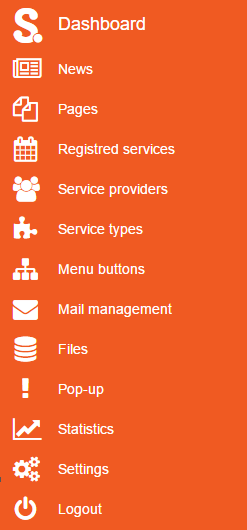 S. Dashboard
News
Pages
Registred services
Service providers
Service types
Menu buttons
Mail management
Files
Pop-up
Statistics
Settings
Logout